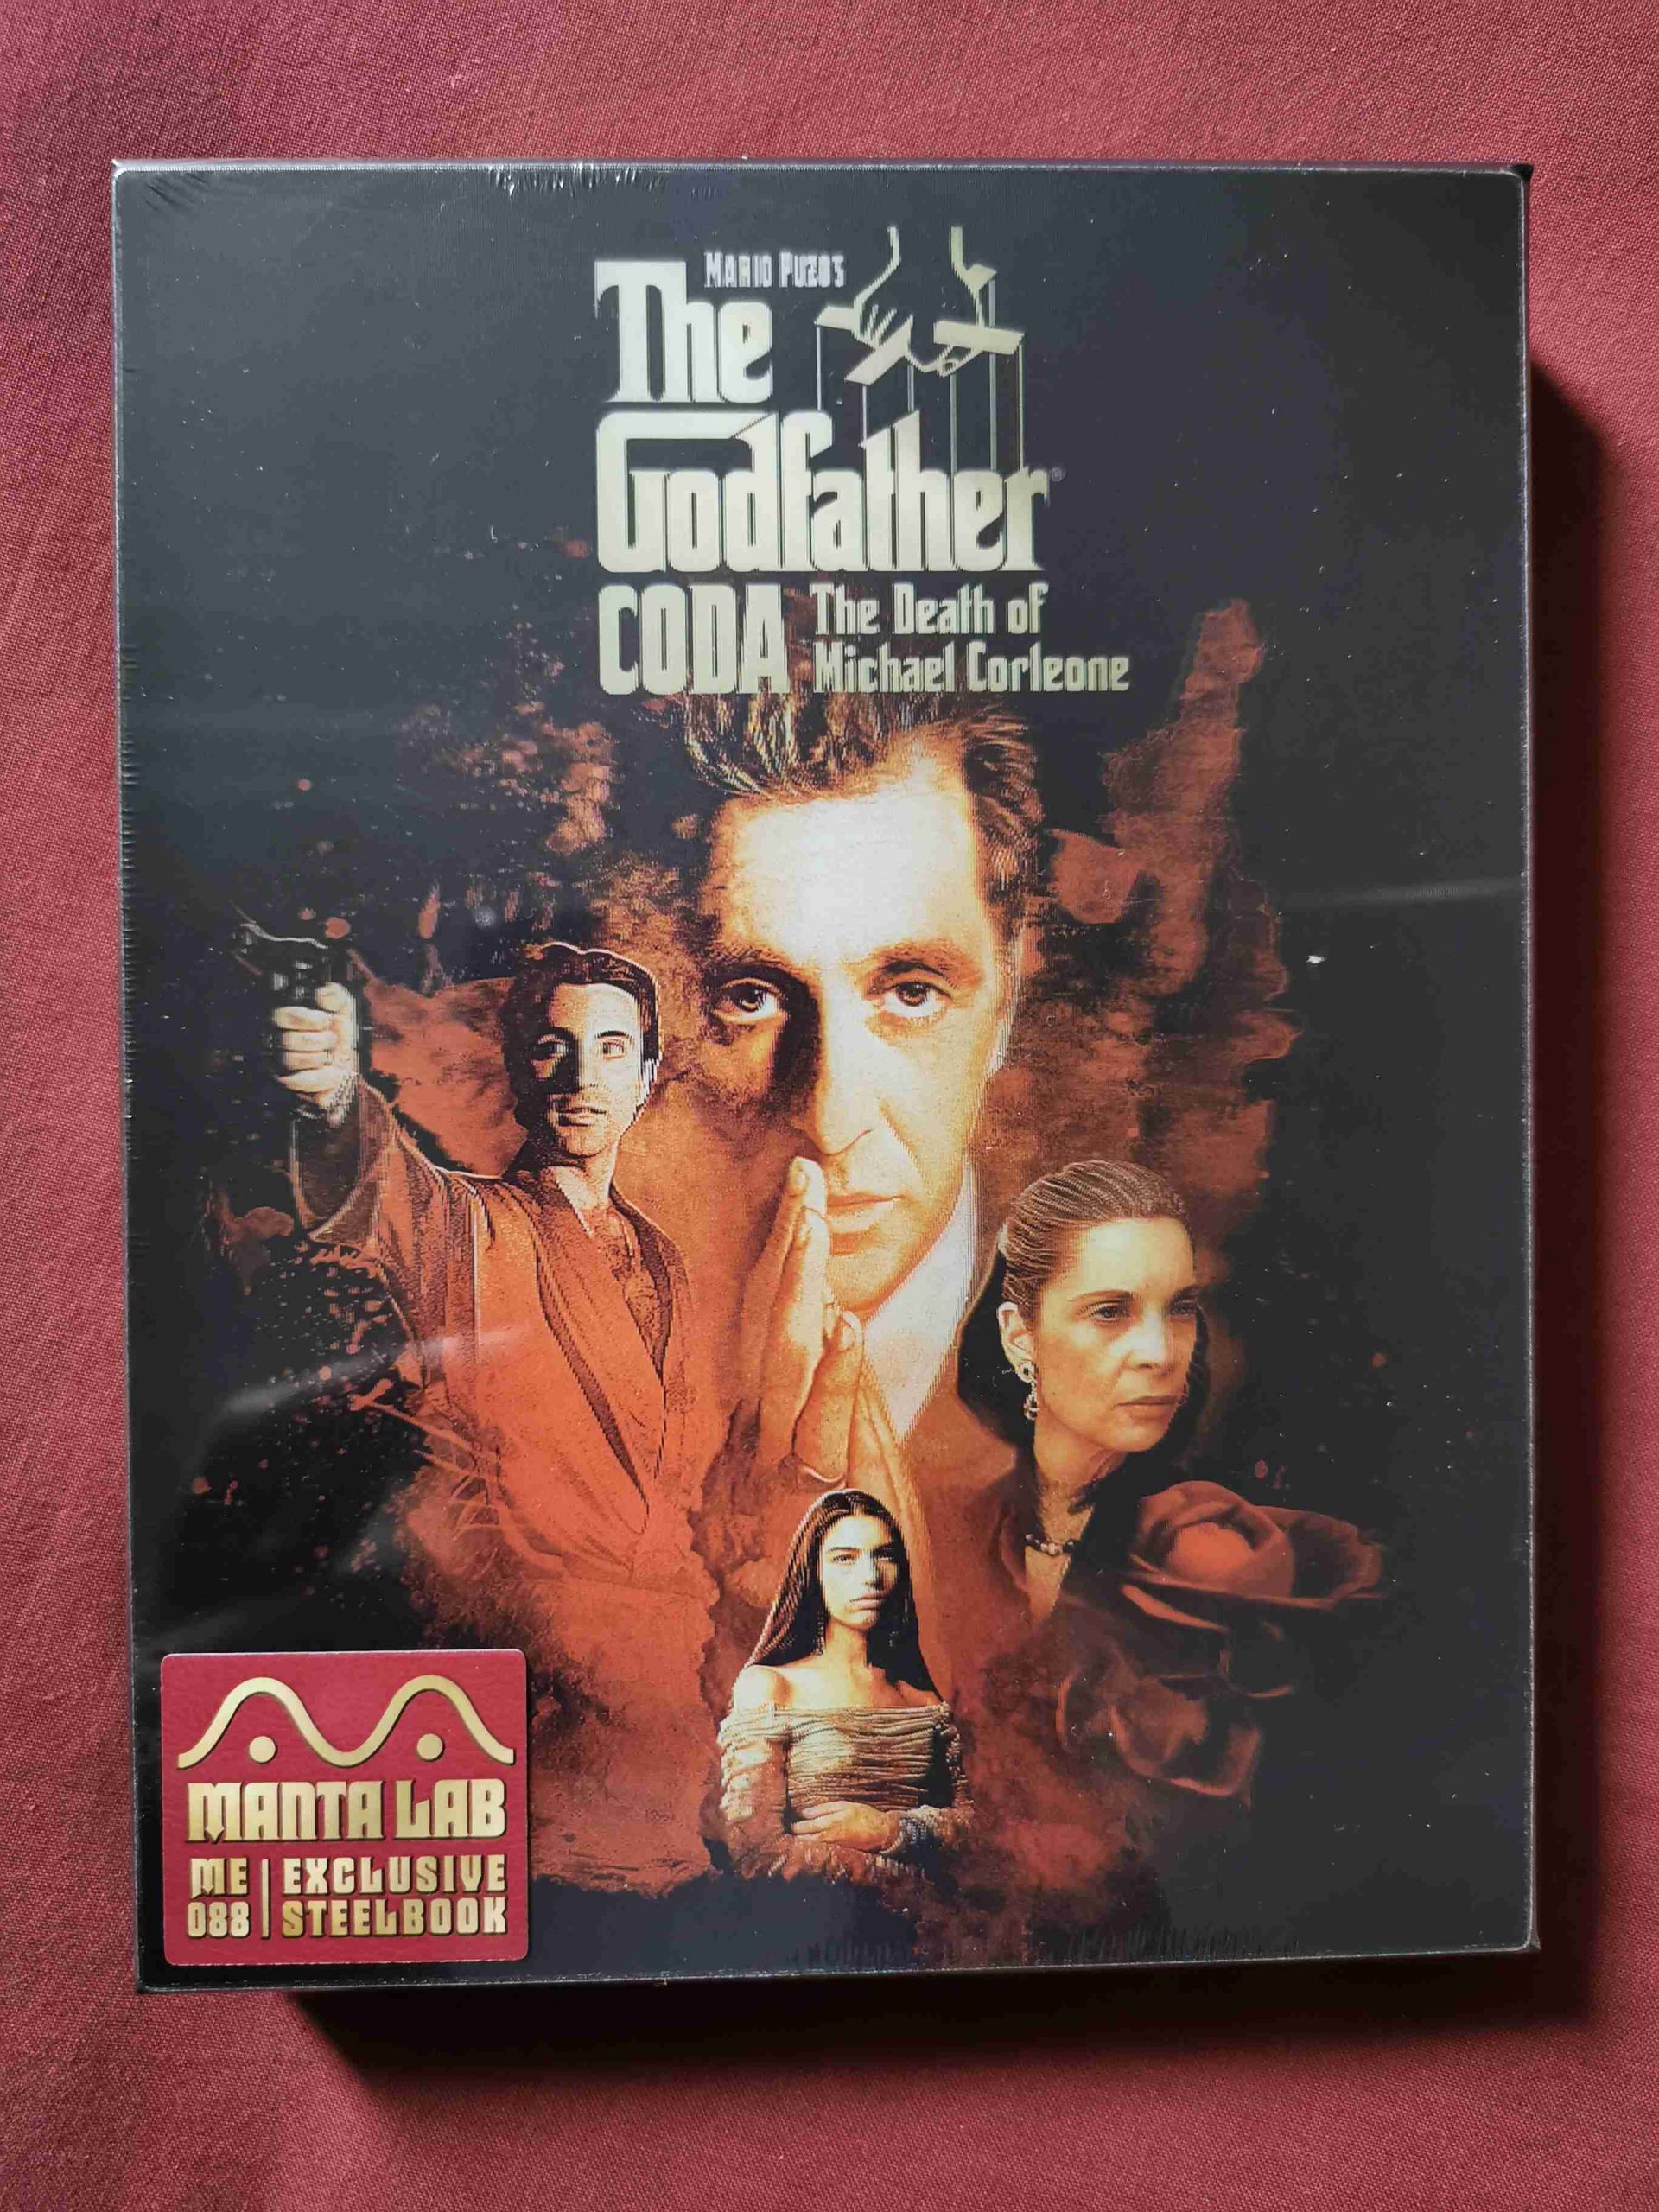 MARIO PUZO'S
The
Godfather®
CODA The Death of
Michael Corleone
MANTA LAB
ME EXCLUSIVE
088 STEELBOOK